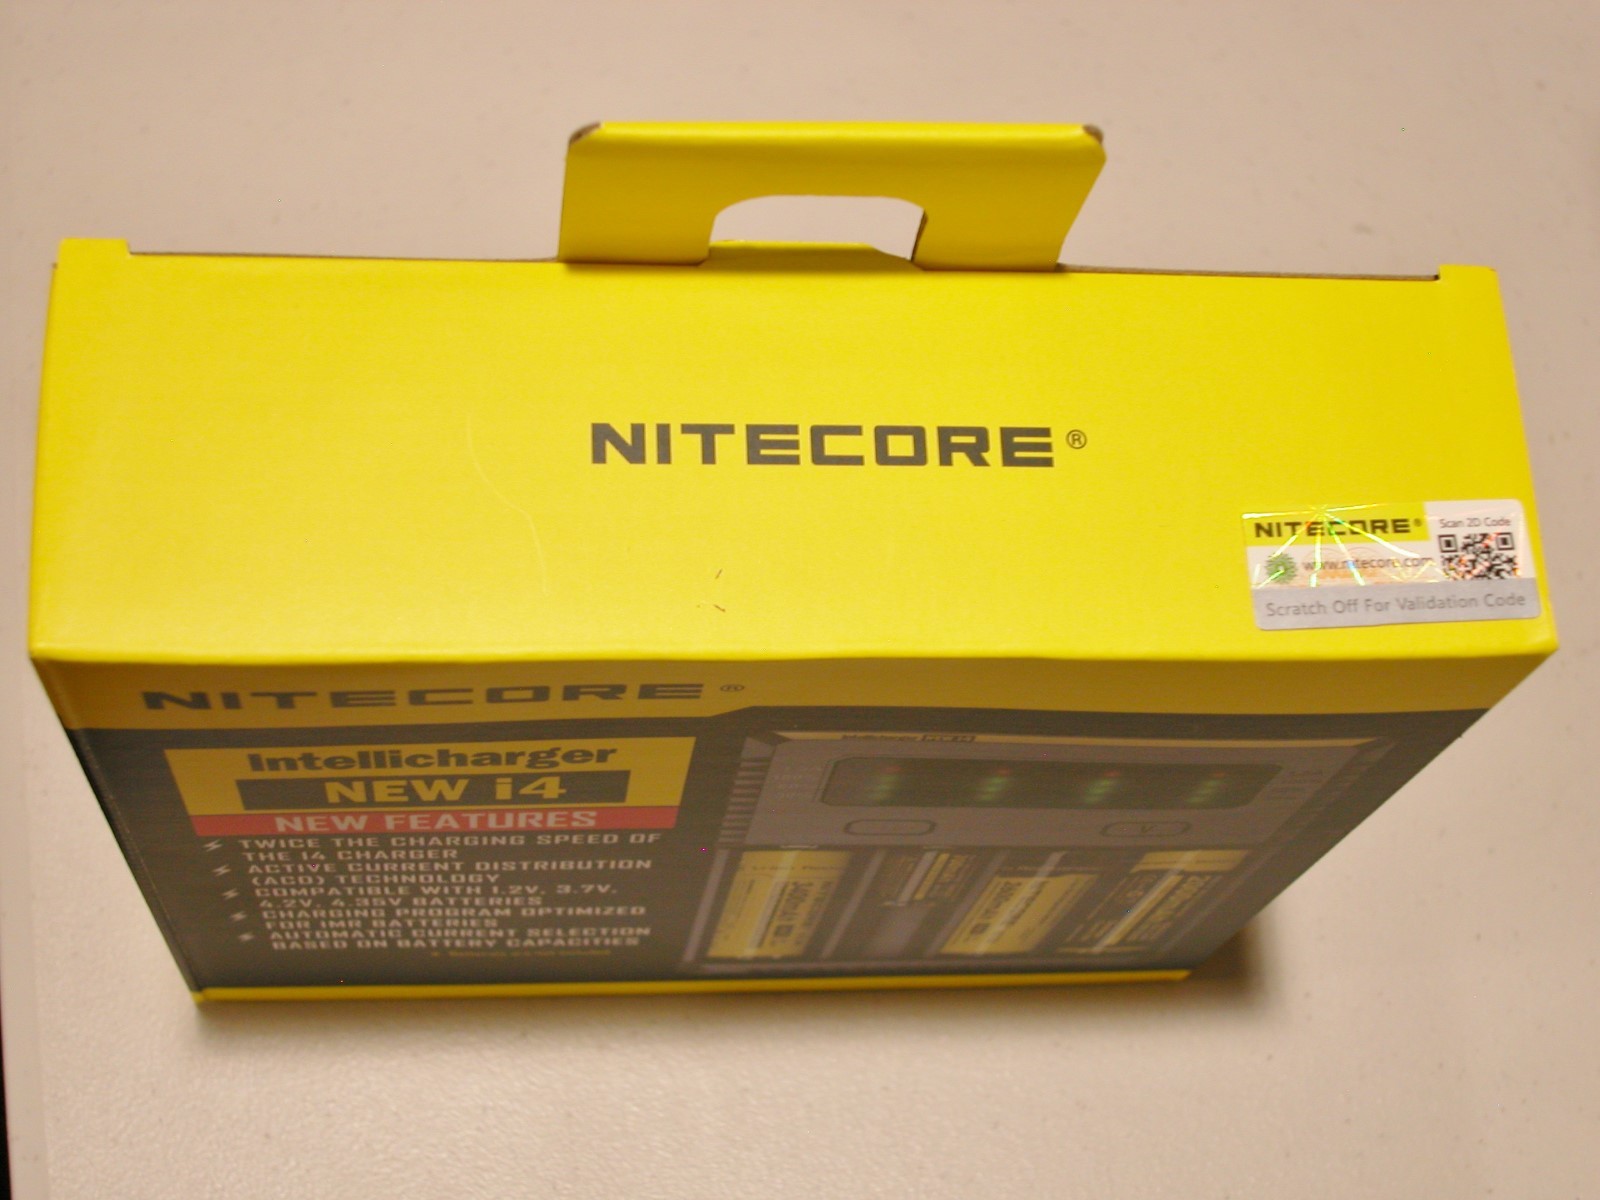 NITECORE®
NITECORE®
Scan 2D Code
www.nitecore.com
Scratch Off For Validation Code
NITECORE®
Intellicharger
NEW i4
NEW FEATURES
TWICE THE CHARGING SPEED OF
THE I4 CHARGER
ACTIVE CURRENT DISTRIBUTION
(ACD) TECHNOLOGY
COMPATIBLE WITH 1.2V, 3.7V,
4.2V, 4.35V BATTERIES
CHARGING PROGRAM OPTIMIZED
FOR IMR BATTERIES
AUTOMATIC CURRENT SELECTION
BASED ON BATTERY CAPACITIES